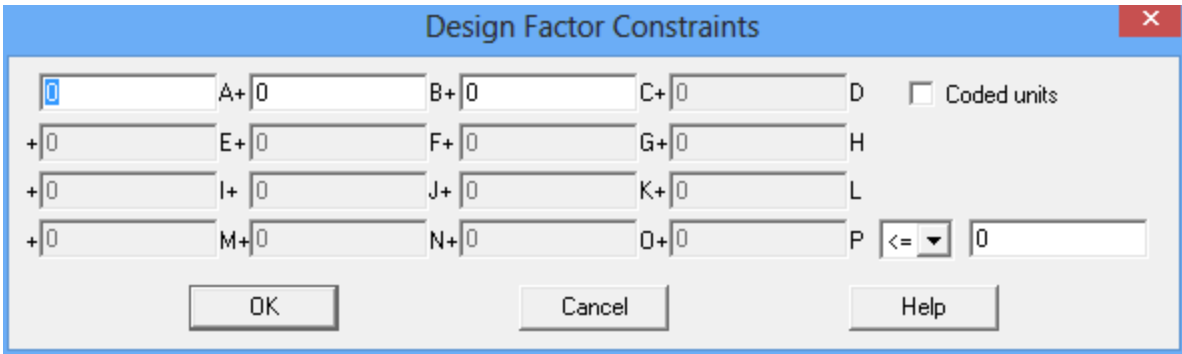 Design Factor Constraints
0 A+ 0 B+ 0 C+ 0 D Coded units
+ 0 E+ 0 F+ 0 G+ 0 H
+ 0 I+ 0 J+ 0 K+ 0 L
+ 0 M+ 0 N+ 0 O+ 0 P <= 0
OK Cancel Help